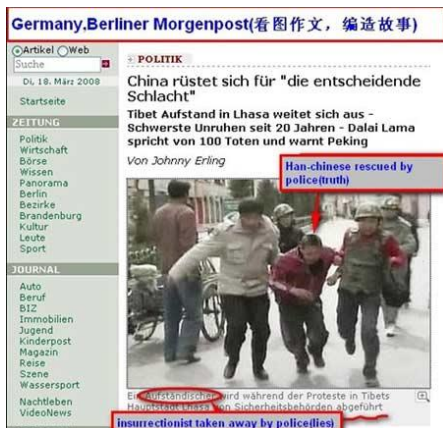 Germany,Berliner Morgenpost(看图作文，编造故事)
Artikel Web
Suche
Di, 18. März 2008
Startseite
ZEITUNG
Politik
Wirtschaft
Börse
Wissen
Panorama
Berlin
Bezirke
Brandenburg
Kultur
Leute
Sport
JOURNAL
Auto
Beruf
BIZ
Immobilien
Jugend
Kinderpost
Magazin
Reise
Szene
Wassersport
Nachtleben
VideoNews
POLITIK
China rüstet sich für "die entscheidende
Schlacht"
Tibet Aufstand in Lhasa weitet sich aus -
Schwerste Unruhen seit 20 Jahren - Dalai Lama
spricht von 100 Toten und warnt Peking
Von Johnny Erling
Han-chinese rescued by
police(truth)
Ein Aufständischer wird während der Proteste in Tibets
Hauptstadt Lhasa von Sicherheitsbehörden abgeführt
insurrectionist taken away by police(lies)